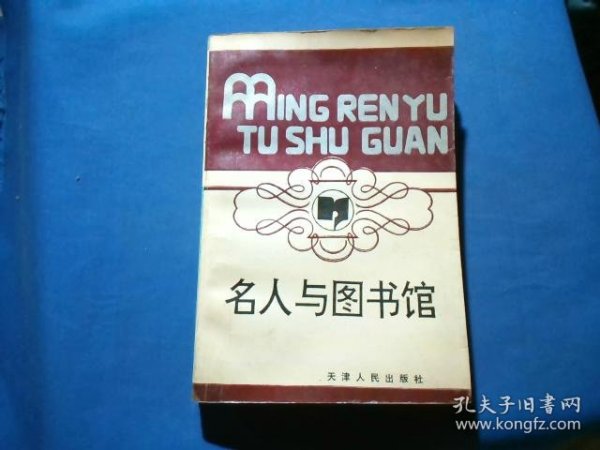 MING REN YU
TU SHU GUAN
名人与图书馆
天津人民出版社
孔夫子旧書网
www.kongfz.com